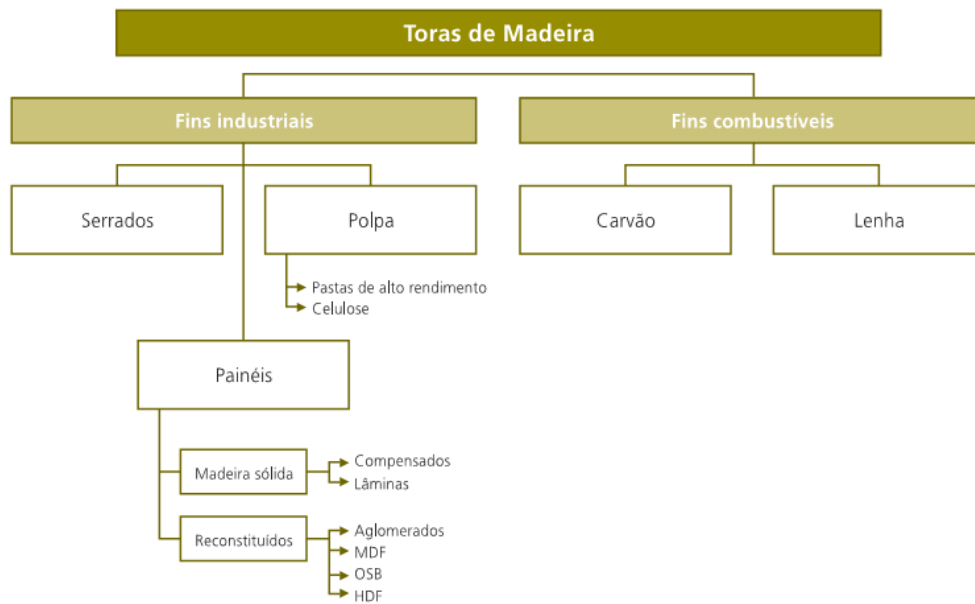 Toras de Madeira
Fins industriais
Fins combustíveis
Serrados
Polpa
Carvão
Lenha
Pastas de alto rendimento
Celulose
Painéis
Madeira sólida
Compensados
Lâminas
Reconstituídos
Aglomerados
MDF
OSB
HDF